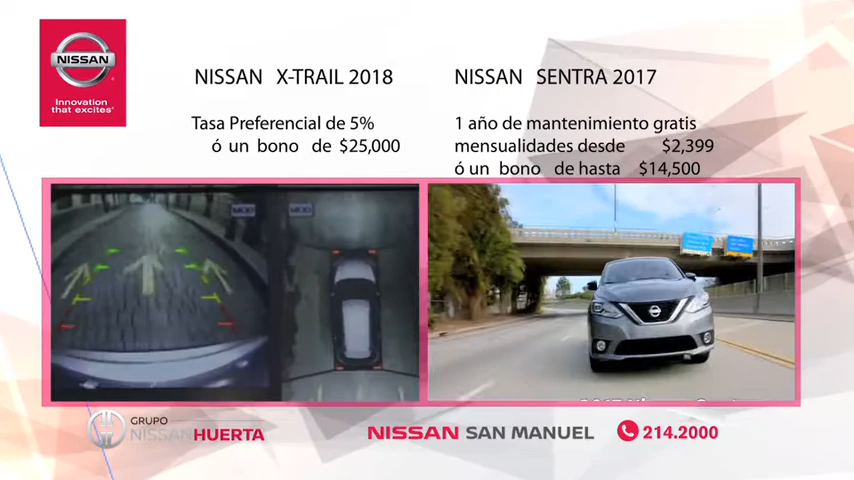 NISSAN
Innovation
that excites®
NISSAN X-TRAIL 2018
Tasa Preferencial de 5%
ó un bono de $25,000
NISSAN SENTRA 2017
1 año de mantenimiento gratis
mensualidades desde $2,399
ó un bono de hasta $14,500
MOD
MOD
GRUPO
NISSAN HUERTA
NISSAN SAN MANUEL
214.2000